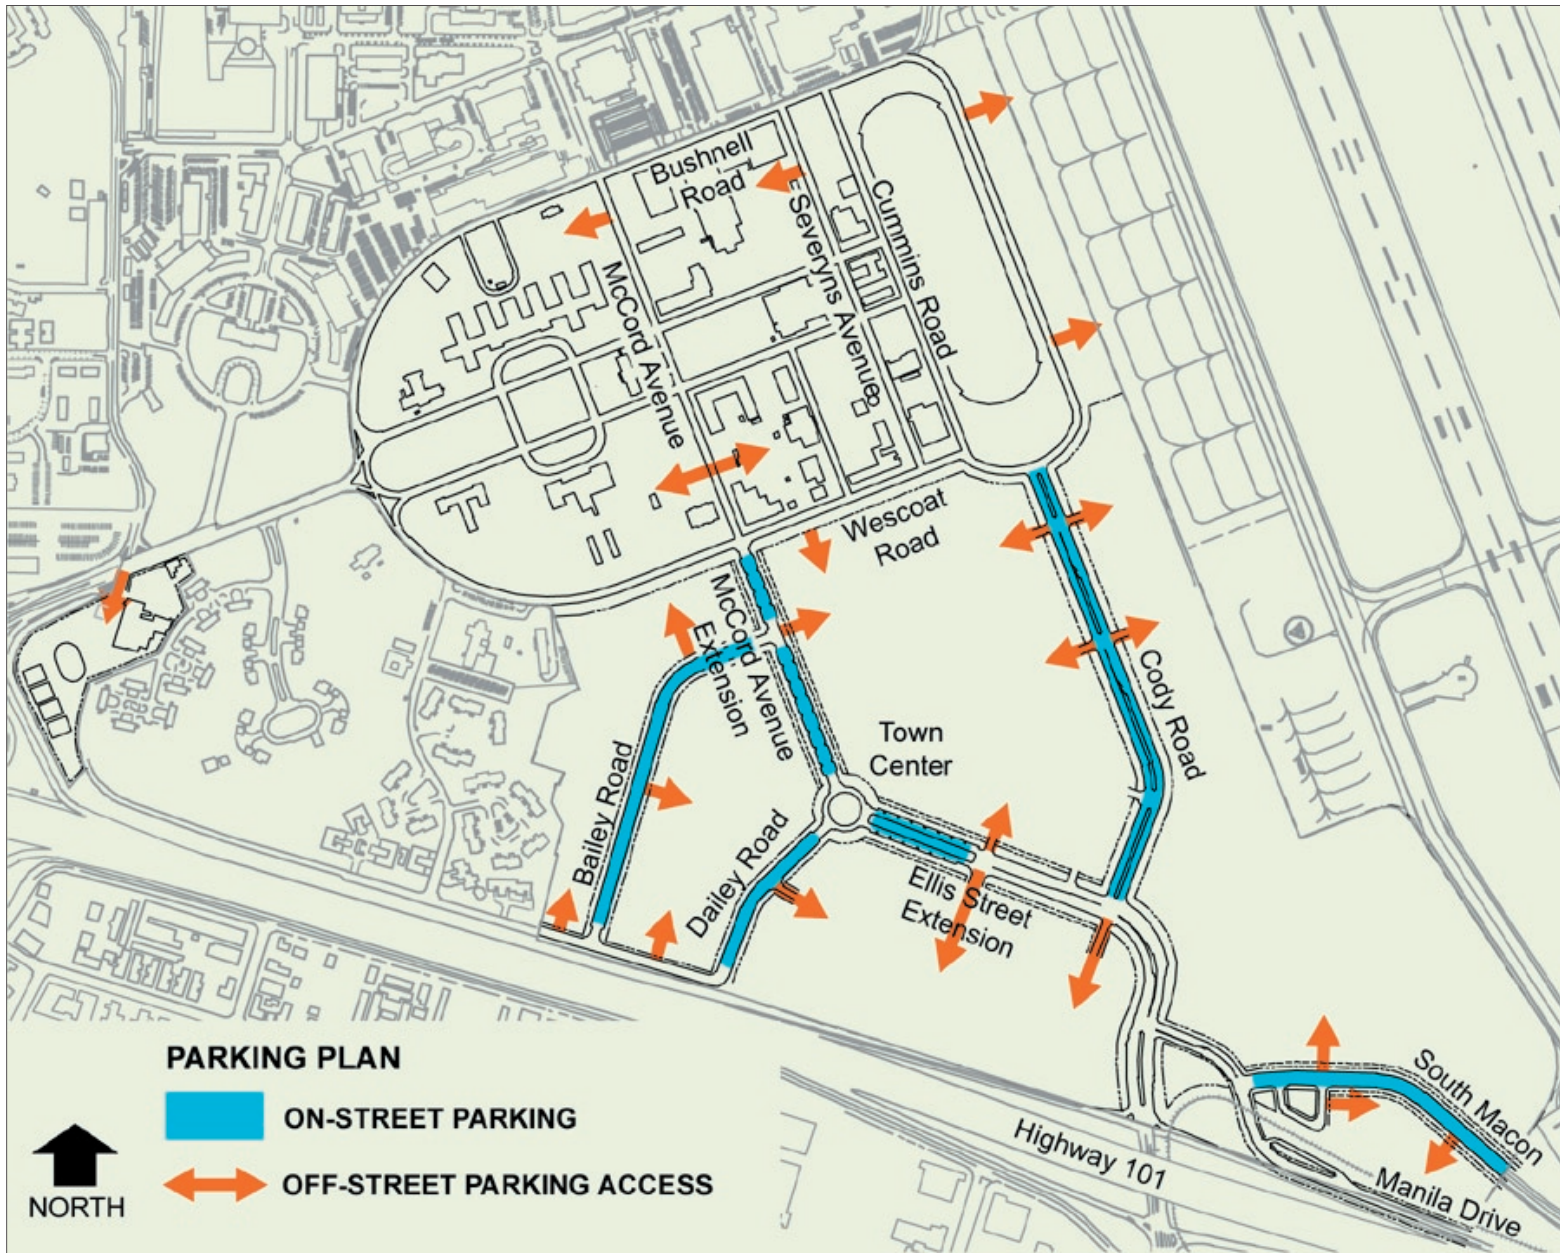 Bushnell
Road
Severyns Avenue
Cummins Road
McCord Avenue
Wescoat
Road
McCord Avenue
Extension
Cody Road
Town
Center
Bailey Road
Dailey Road
Ellis Street
Extension
PARKING PLAN
ON-STREET PARKING
OFF-STREET PARKING ACCESS
NORTH
South Macon
Highway 101
Manila Drive